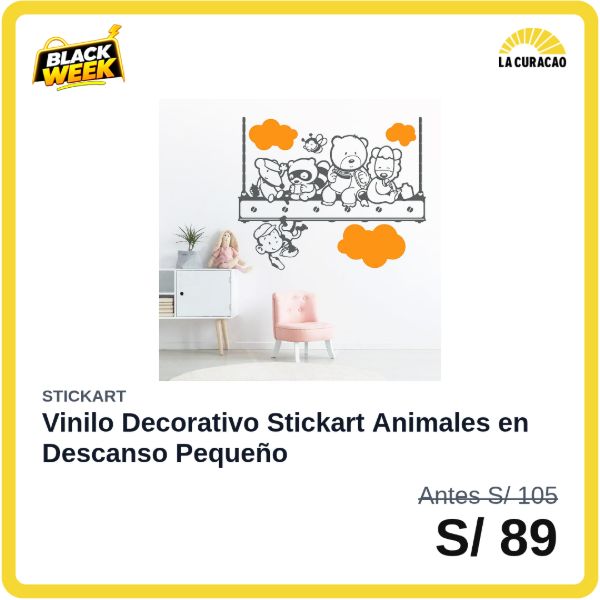 BLACK
WEEK
LA CURACAO
STICKART
Vinilo Decorativo Stickart Animales en
Descanso Pequeño
Antes S/ 105
S/ 89